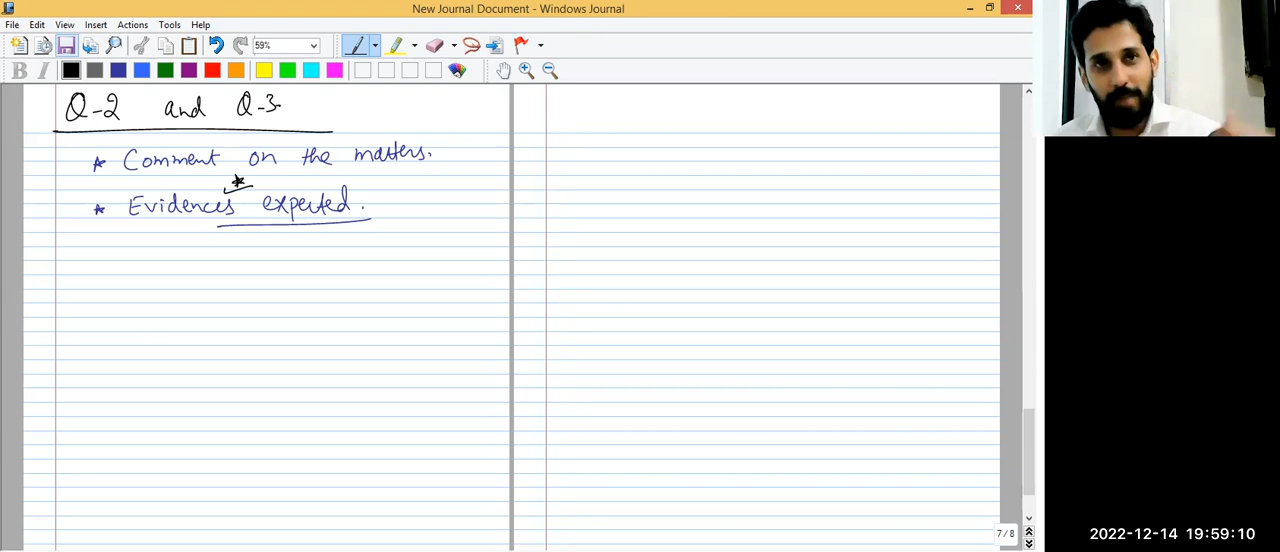 New Journal Document - Windows Journal
File Edit View Insert Actions Tools Help
59%
B I
Q-2 and Q-3
* Comment on the matters.
*
* Evidences expected.
7 / 8
2022-12-14 19:59:10